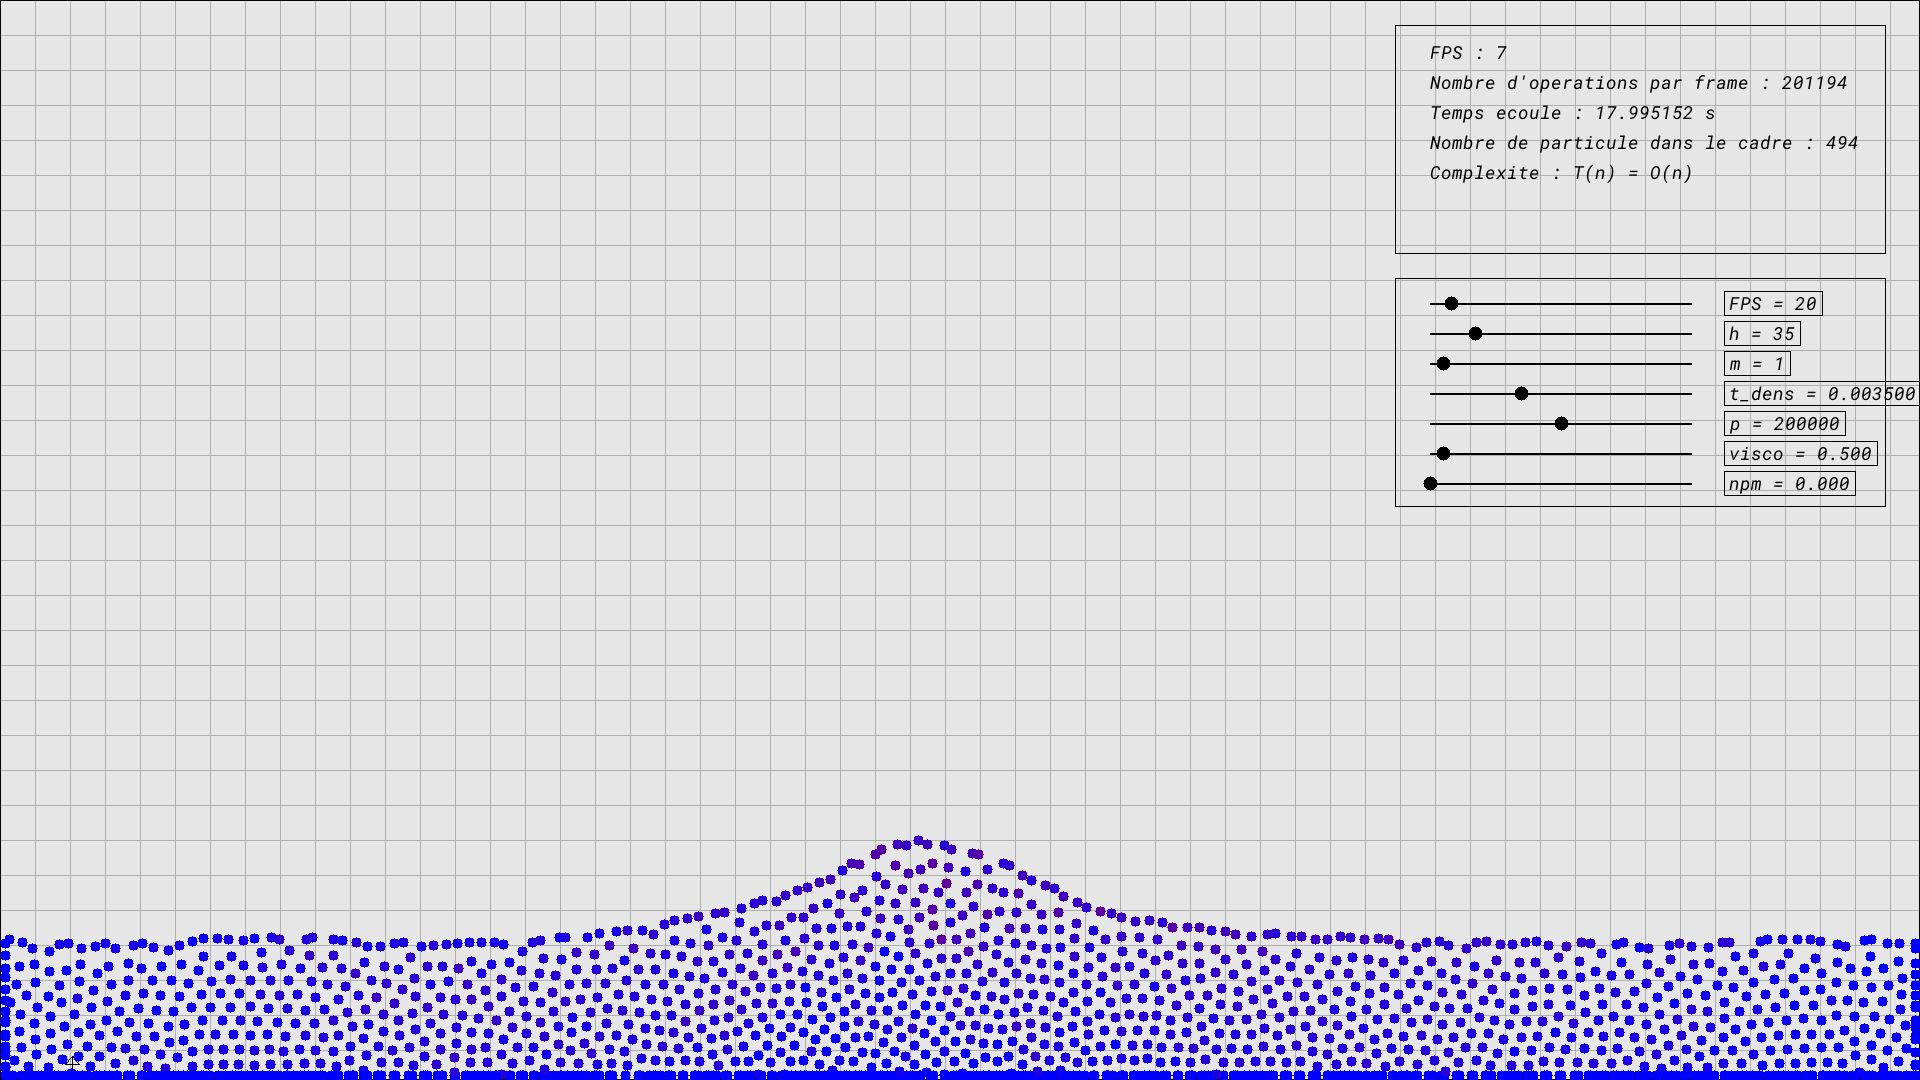 FPS : 7
Nombre d'operations par frame : 201194
Temps ecoule : 17.995152 s
Nombre de particule dans le cadre : 494
Complexite : T(n) = O(n)
FPS = 20
h = 35
m = 1
t_dens = 0.003500
p = 200000
visco = 0.500
npm = 0.000